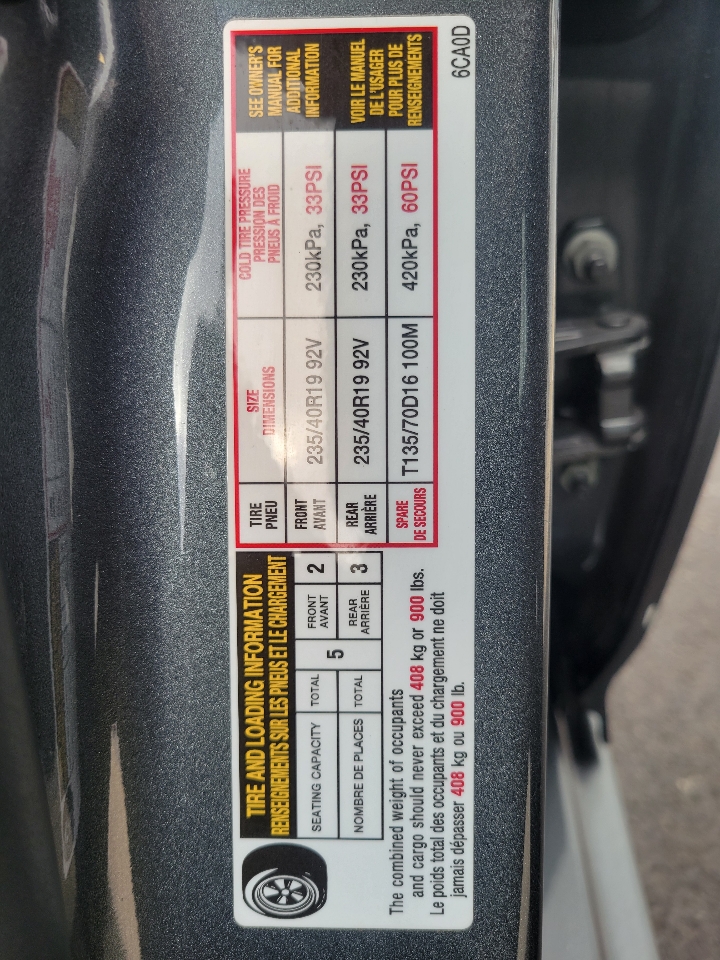 TIRE AND LOADING INFORMATION
RENSEIGNEMENTS SUR LES PNEUS ET LE CHARGEMENT
SEATING CAPACITY TOTAL 5 FRONT AVANT 2
NOMBRE DE PLACES TOTAL REAR ARRIÈRE 3
The combined weight of occupants
and cargo should never exceed 408 kg or 900 lbs.
Le poids total des occupants et du chargement ne doit
jamais dépasser 408 kg ou 900 lb.
TIRE
PNEU
SIZE
DIMENSIONS
COLD TIRE PRESSURE
PRESSION DES
PNEUS À FROID
FRONT
AVANT
235/40R19 92V
230kPa, 33PSI
REAR
ARRIÈRE
235/40R19 92V
230kPa, 33PSI
SPARE
DE SECOURS
T135/70D16 100M
420kPa, 60PSI
SEE OWNER'S
MANUAL FOR
ADDITIONAL
INFORMATION
VOIR LE MANUEL
DE L'USAGER
POUR PLUS DE
RENSEIGNEMENTS
6CA0D